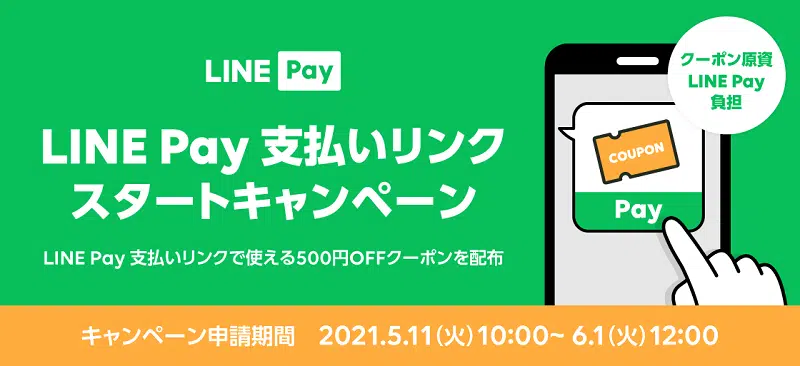 LINE Pay
LINE Pay 支払いリンク
スタートキャンペーン
LINE Pay 支払いリンクで使える500円OFFクーポンを配布
クーポン原資
LINE Pay
負担
COUPON
Pay
キャンペーン申請期間 2021.5.11(火)10:00~ 6.1(火)12:00